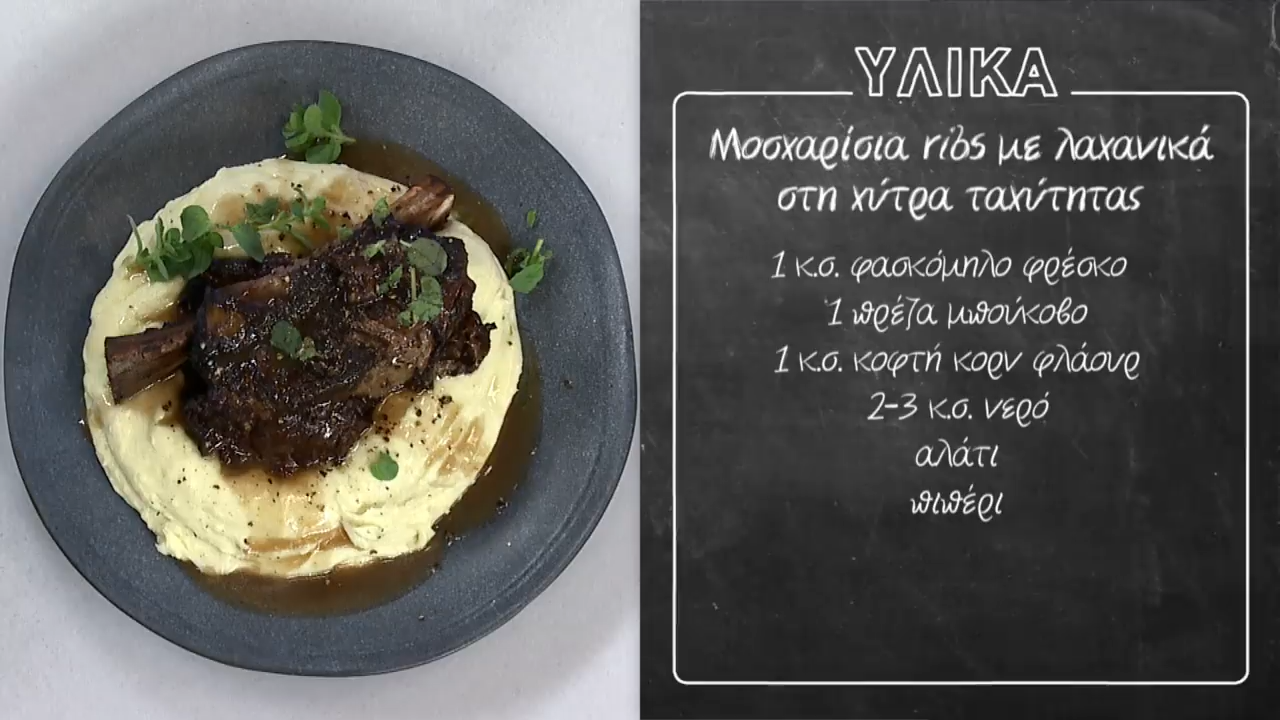 ΥΛΙΚΑ
Μοσχαρίσια ribs με λαχανικά
στη χύτρα ταχύτητας
1 κ.σ. φασκόμηλο φρέσκο
1 πρέζα μπούκοβο
1 κ.σ. κοφτή κορν φλάουρ
2-3 κ.σ. νερό
αλάτι
πιπέρι